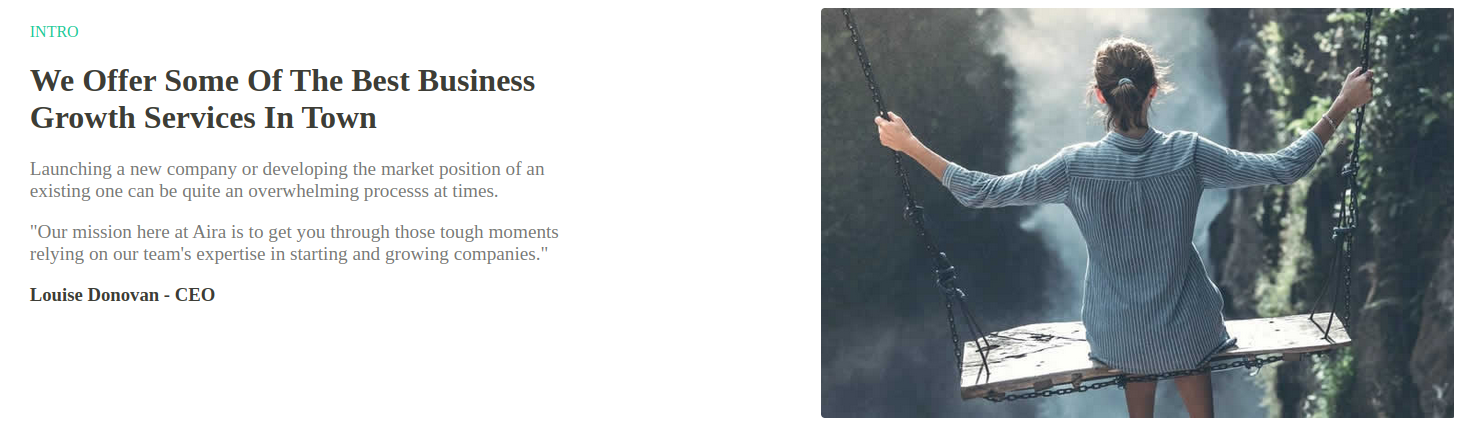 INTRO
We Offer Some Of The Best Business
Growth Services In Town
Launching a new company or developing the market position of an
existing one can be quite an overwhelming processs at times.
"Our mission here at Aira is to get you through those tough moments
relying on our team's expertise in starting and growing companies."
Louise Donovan - CEO